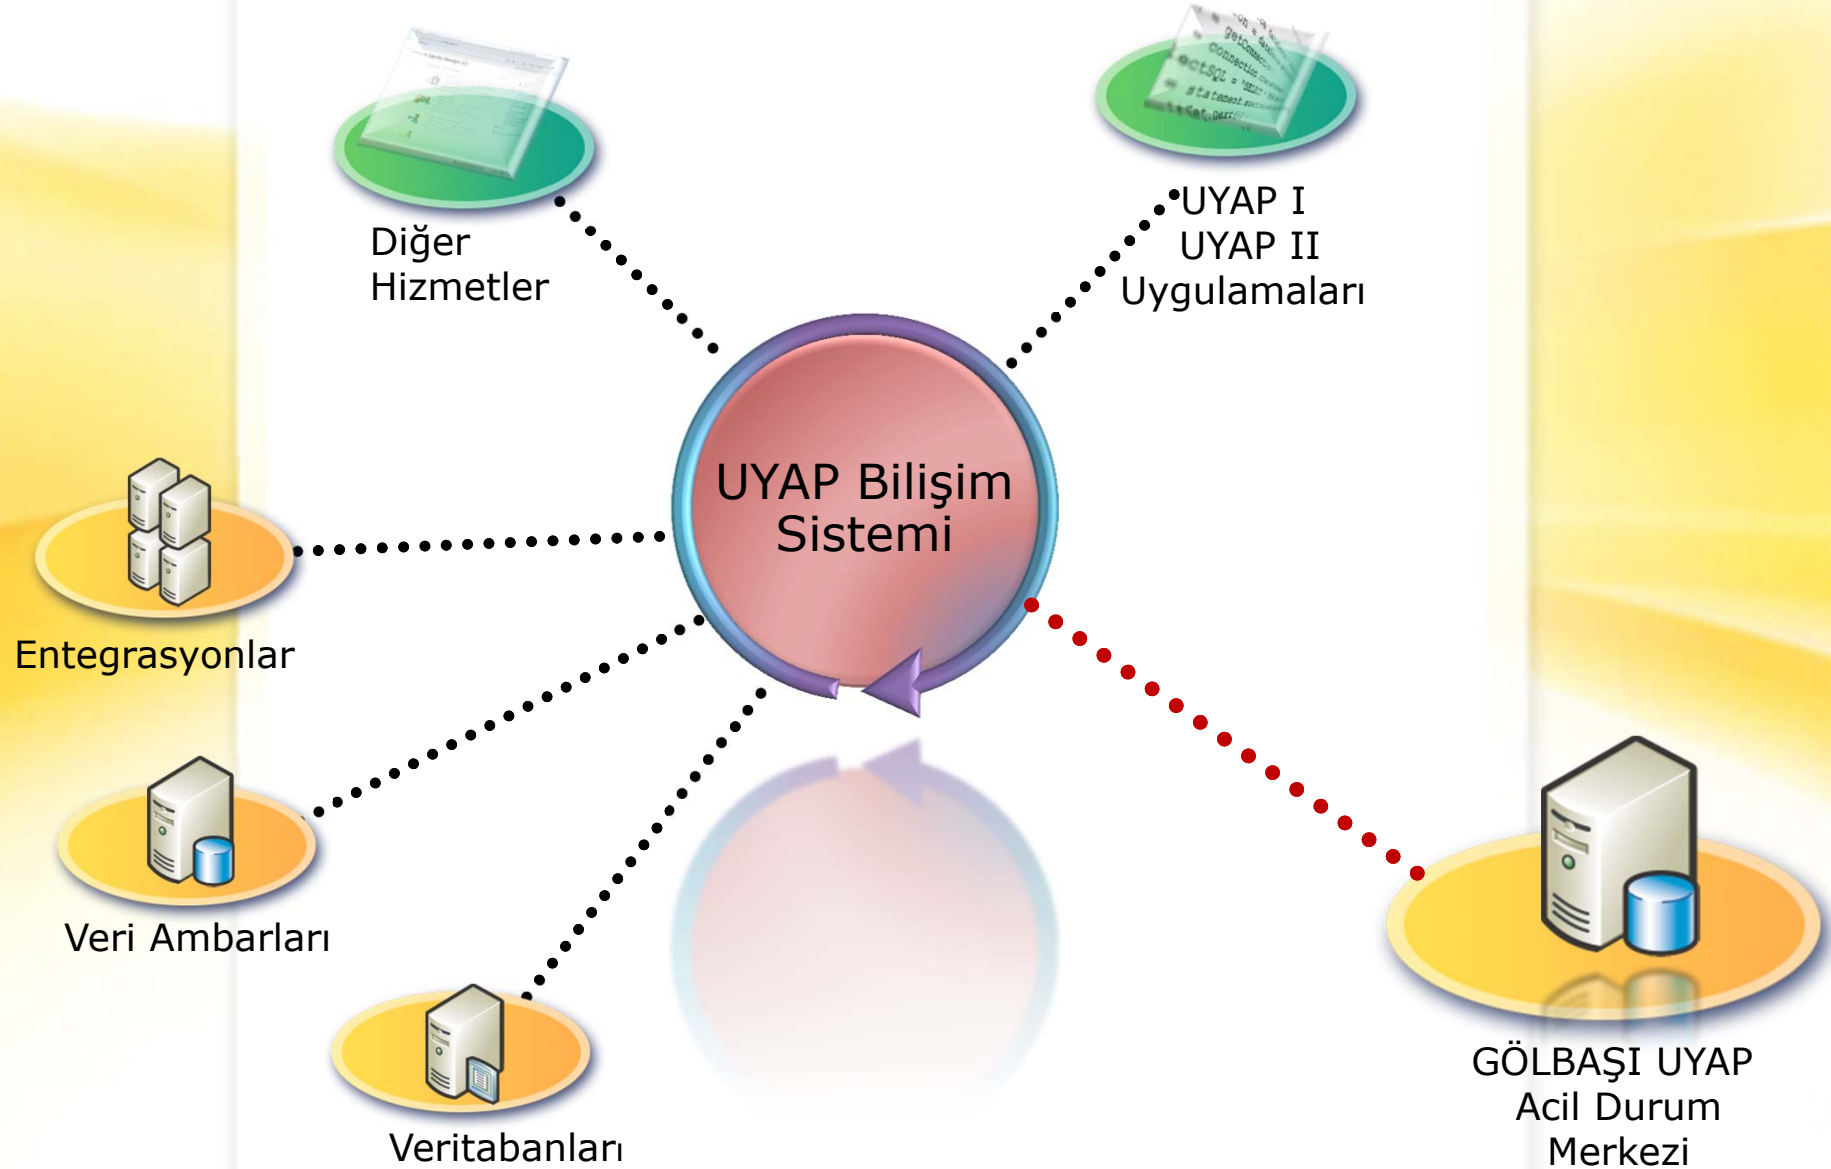 UYAP I
UYAP II
Uygulamaları
Diğer
Hizmetler
UYAP Bilişim
Sistemi
Entegrasyonlar
Veri Ambarları
Veritabanları
GÖLBAŞI UYAP
Acil Durum
Merkezi